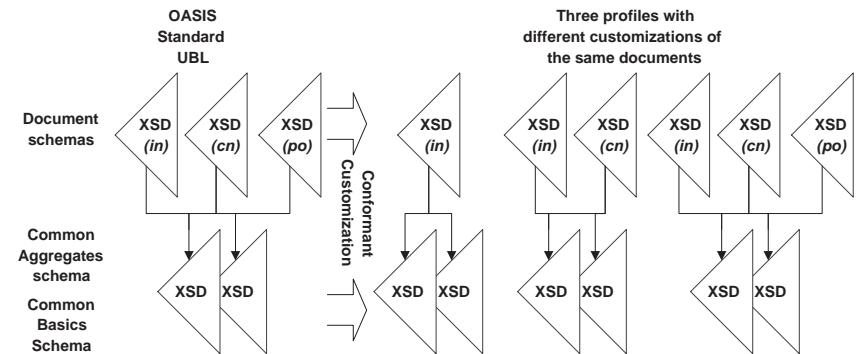 OASIS
Standard
UBL
Three profiles with
different customizations of
the same documents
Document
schemas
XSD
(in)
XSD
(cn)
XSD
(po)
XSD
(in)
XSD
(in)
XSD
(cn)
XSD
(in)
XSD
(cn)
XSD
(po)
Conformant
Customization
Common
Aggregates
schema
Common
Basics
Schema
XSD
XSD
XSD
XSD
XSD
XSD
XSD
XSD